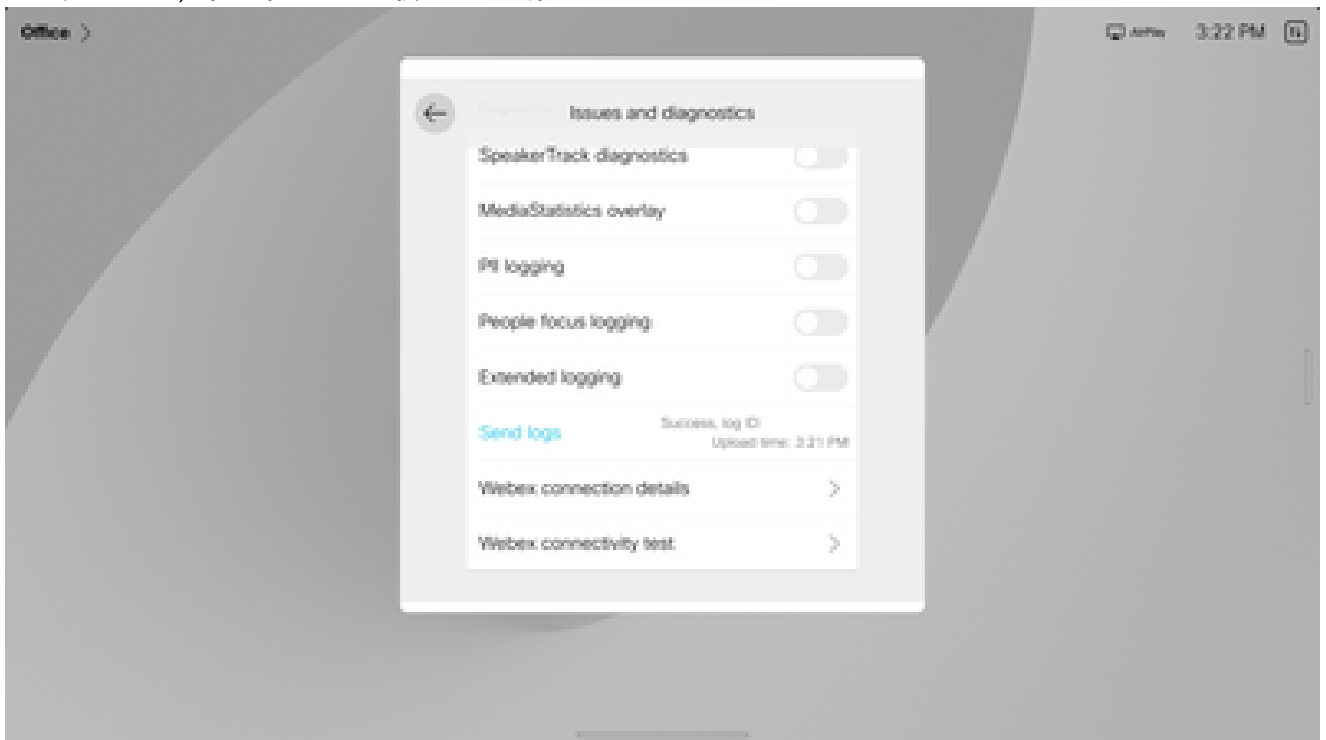 Office >
AirPlay 3:22 PM
Issues and diagnostics
SpeakerTrack diagnostics
MediaStatistics overlay
PII logging
People focus logging
Extended logging
Send logs
Success, log ID:
Upload time: 3:21 PM
Webex connection details >
Webex connectivity test >